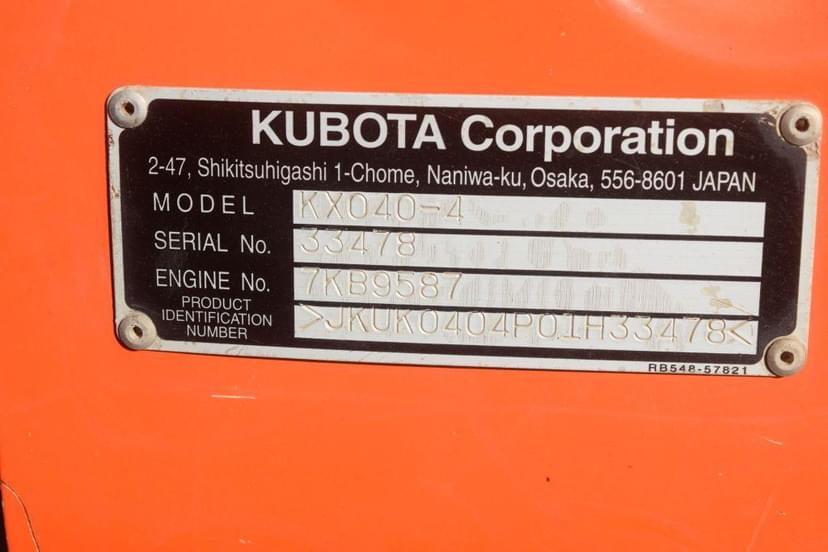 KUBOTA Corporation
2-47, Shikitsuhigashi 1-Chome, Naniwa-ku, Osaka, 556-8601 JAPAN
MODEL KX040-4
SERIAL No. 33478
ENGINE No. 7KB9587
PRODUCT IDENTIFICATION NUMBER >JKUK0404P01H33478<
RB548-57821